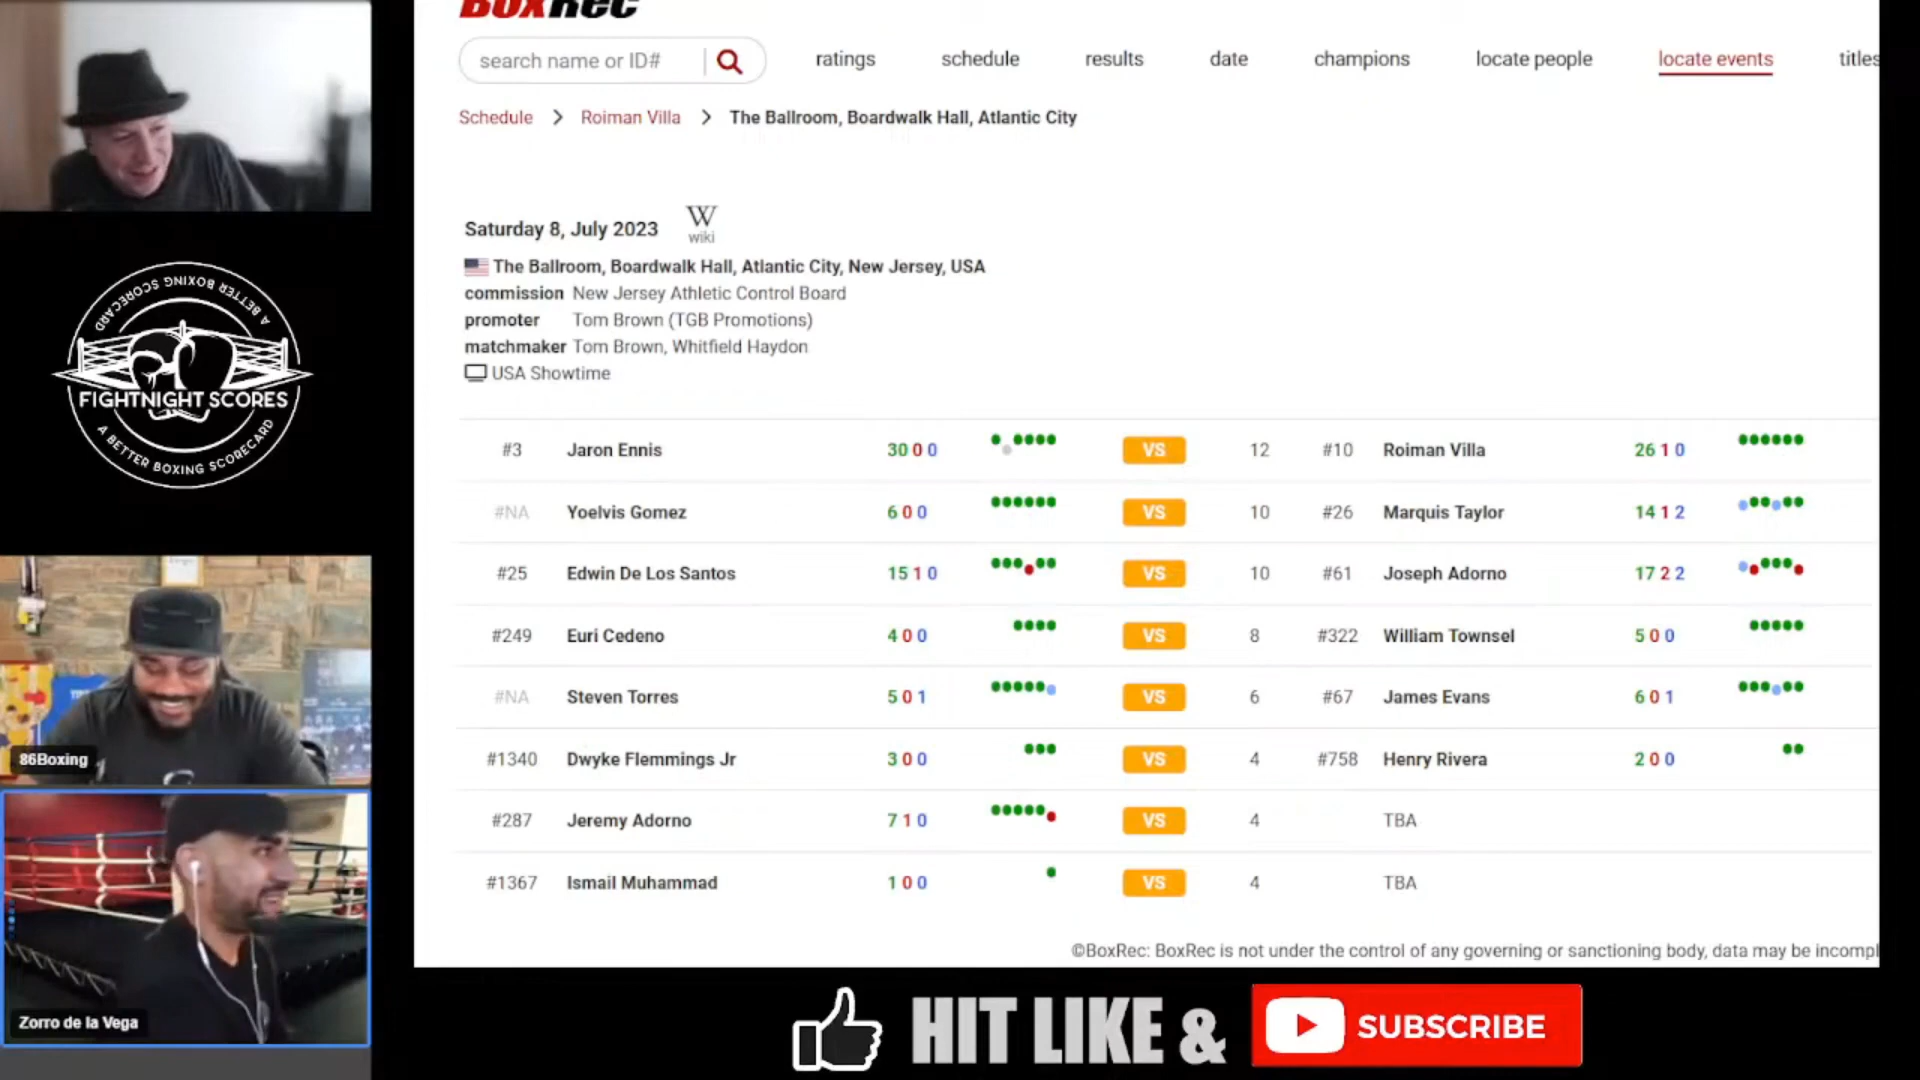 BoxRec
search name or ID#
ratings
schedule
results
date
champions
locate people
locate events
titles
Schedule > Roiman Villa > The Ballroom, Boardwalk Hall, Atlantic City
Saturday 8, July 2023
W
wiki
The Ballroom, Boardwalk Hall, Atlantic City, New Jersey, USA
commission New Jersey Athletic Control Board
promoter Tom Brown (TGB Promotions)
matchmaker Tom Brown, Whitfield Haydon
USA Showtime
#3 Jaron Ennis 30 0 0 VS 12 #10 Roiman Villa 26 1 0
#NA Yoelvis Gomez 6 0 0 VS 10 #26 Marquis Taylor 14 1 2
#25 Edwin De Los Santos 15 1 0 VS 10 #61 Joseph Adorno 17 2 2
#249 Euri Cedeno 4 0 0 VS 8 #322 William Townsel 5 0 0
#NA Steven Torres 5 0 1 VS 6 #67 James Evans 6 0 1
#1340 Dwyke Flemmings Jr 3 0 0 VS 4 #758 Henry Rivera 2 0 0
#287 Jeremy Adorno 7 1 0 VS 4 TBA
#1367 Ismail Muhammad 1 0 0 VS 4 TBA
©BoxRec: BoxRec is not under the control of any governing or sanctioning body, data may be incompl
A BETTER BOXING SCORECARD
FIGHTNIGHT SCORES
A BETTER BOXING SCORECARD
86Boxing
Zorro de la Vega
HIT LIKE &
SUBSCRIBE